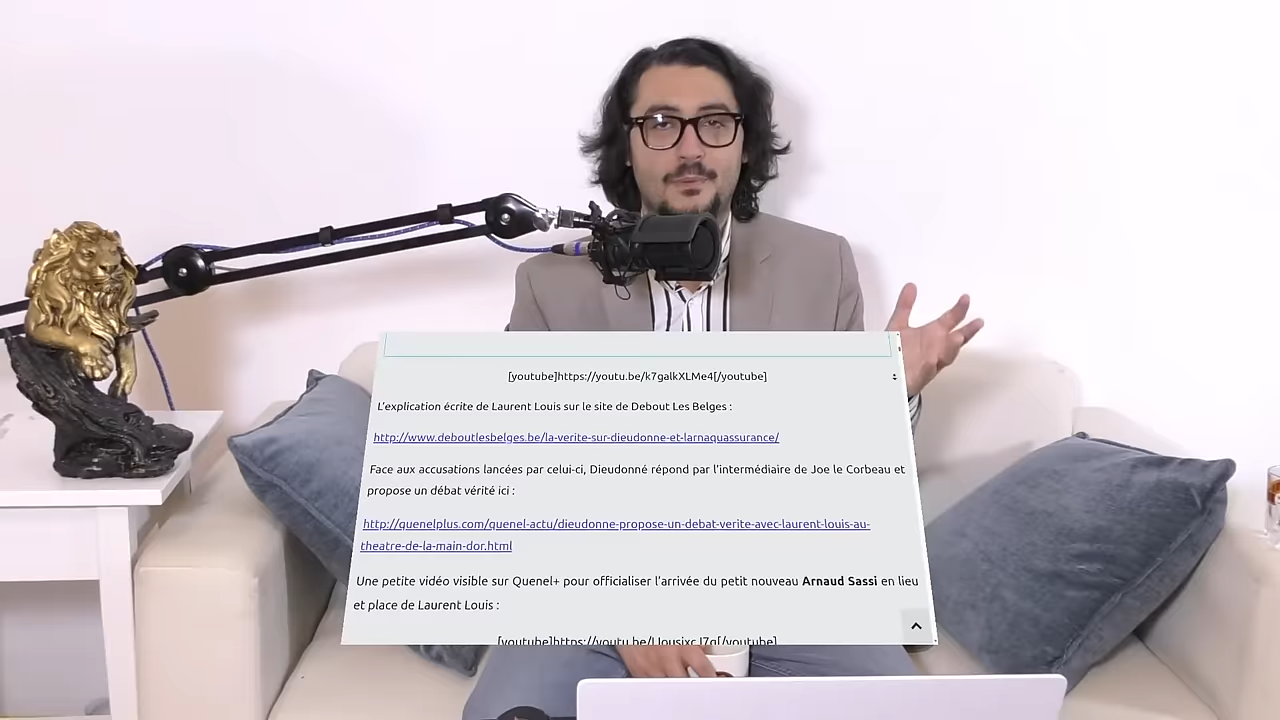 [youtube]https://youtu.be/k7galkXLMe4[/youtube]
L'explication écrite de Laurent Louis sur le site de Debout Les Belges :
http://www.deboutlesbelges.be/la-verite-sur-dieudonne-et-larnaquassurance/
Face aux accusations lancées par celui-ci, Dieudonné répond par l'intermédiaire de Joe le Corbeau et
propose un débat vérité ici :
http://quenelplus.com/quenel-actu/dieudonne-propose-un-debat-verite-avec-laurent-louis-au-
theatre-de-la-main-dor.html
Une petite vidéo visible sur Quenel+ pour officialiser l'arrivée du petit nouveau Arnaud Sassi en lieu
et place de Laurent Louis :